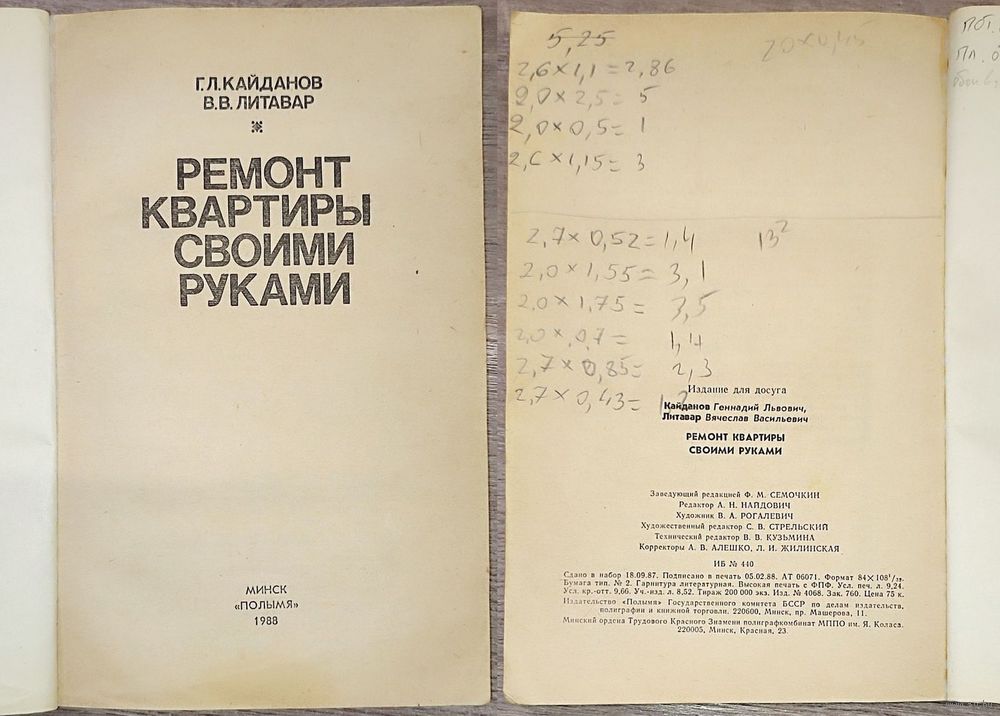 Г.Л.КАЙДАНОВ
В.В.ЛИТАВАР
РЕМОНТ
КВАРТИРЫ
СВОИМИ
РУКАМИ
МИНСК
«ПОЛЫМЯ»
1988
5,25
20×0,45
2,6×1,1=2,86
2,0×2,5= 5
2,0×0,5= 1
2,6×1,15= 3
2,7×0,52=1,4 13²
2,0×1,55= 3,1
2,0×1,75= 3,5
2,0×0,7= 1,4
2,7×0,85= 2,3
2,7×0,43=
Издание для досуга
Кайданов Геннадий Львович,
Литавар Вячеслав Васильевич
РЕМОНТ КВАРТИРЫ
СВОИМИ РУКАМИ
Заведующий редакцией Ф. М. СЕМОЧКИН
Редактор А. Н. НАЙДОВИЧ
Художник В. А. РОГАЛЕВИЧ
Художественный редактор С. В. СТРЕЛЬСКИЙ
Технический редактор В. В. КУЗЬМИНА
Корректоры А. В. АЛЕШКО, Л. И. ЖИЛИНСКАЯ
ИБ № 440
Сдано в набор 18.09.87. Подписано в печать 05.02.88. АТ 06071. Формат 84×108¹/₃₂.
Бумага тип. № 2. Гарнитура литературная. Высокая печать с ФПФ. Усл. печ. л. 9,24.
Усл. кр.-отт. 9,66. Уч.-изд. л. 8,52. Тираж 200 000 экз. Изд. № 4068. Зак. 760. Цена 75 к.
Издательство «Полымя» Государственного комитета БССР по делам издательств,
полиграфии и книжной торговли. 220600, Минск, пр. Машерова, 11.
Минский ордена Трудового Красного Знамени полиграфкомбинат МППО им. Я. Коласа.
220005, Минск, Красная, 23.